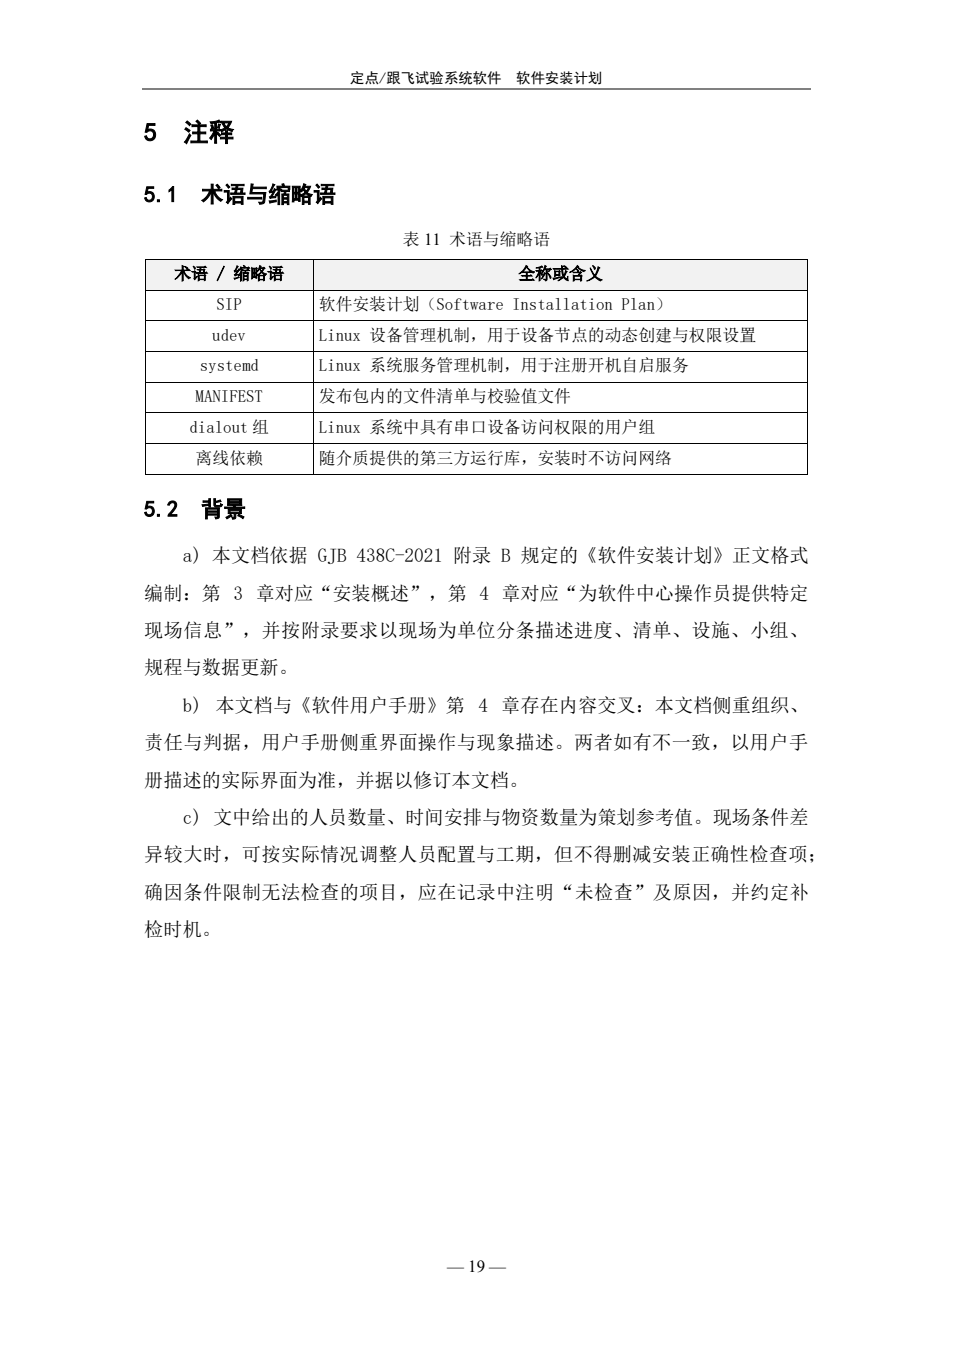 定点/跟飞试验系统软件　软件安装计划
5　注释
5.1　术语与缩略语
表 11 术语与缩略语
术语 / 缩略语　全称或含义
SIP　软件安装计划（Software Installation Plan）
udev　Linux 设备管理机制，用于设备节点的动态创建与权限设置
systemd　Linux 系统服务管理机制，用于注册开机自启服务
MANIFEST　发布包内的文件清单与校验值文件
dialout 组　Linux 系统中具有串口设备访问权限的用户组
离线依赖　随介质提供的第三方运行库，安装时不访问网络
5.2　背景
a) 本文档依据 GJB 438C-2021 附录 B 规定的《软件安装计划》正文格式
编制：第 3 章对应“安装概述”，第 4 章对应“为软件中心操作员提供特定
现场信息”，并按附录要求以现场为单位分条描述进度、清单、设施、小组、
规程与数据更新。
b) 本文档与《软件用户手册》第 4 章存在内容交叉：本文档侧重组织、
责任与判据，用户手册侧重界面操作与现象描述。两者如有不一致，以用户手
册描述的实际界面为准，并据以修订本文档。
c) 文中给出的人员数量、时间安排与物资数量为策划参考值。现场条件差
异较大时，可按实际情况调整人员配置与工期，但不得删减安装正确性检查项；
确因条件限制无法检查的项目，应在记录中注明“未检查”及原因，并约定补
检时机。
— 19 —